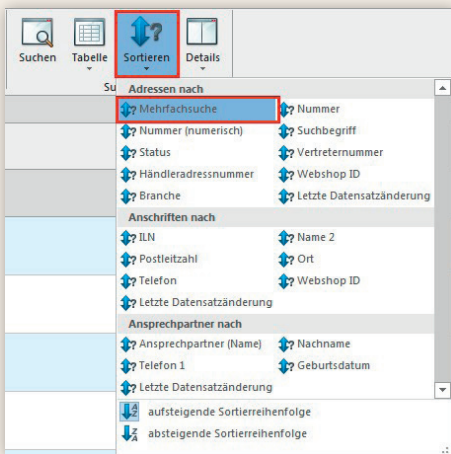 Suchen Tabelle Sortieren Details
Su
Adressen nach
Mehrfachsuche Nummer
Nummer (numerisch) Suchbegriff
Status Vertreternummer
Händleradressnummer Webshop ID
Branche Letzte Datensatzänderung
Anschriften nach
ILN Name 2
Postleitzahl Ort
Telefon Webshop ID
Letzte Datensatzänderung
Ansprechpartner nach
Ansprechpartner (Name) Nachname
Telefon 1 Geburtsdatum
Letzte Datensatzänderung
aufsteigende Sortierreihenfolge
absteigende Sortierreihenfolge